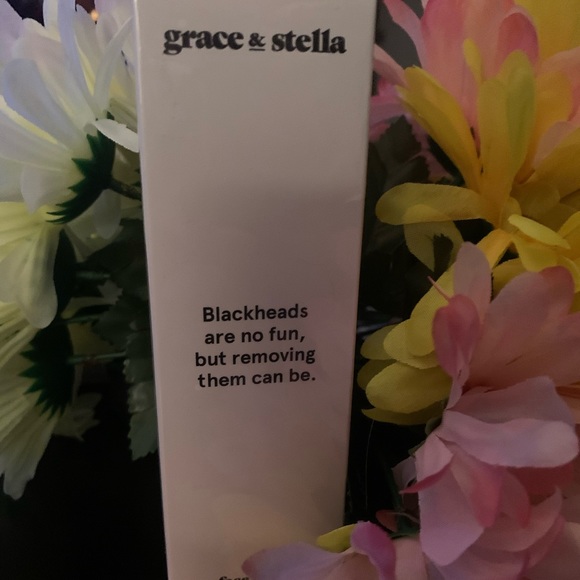 grace & stella
Blackheads
are no fun,
but removing
them can be.